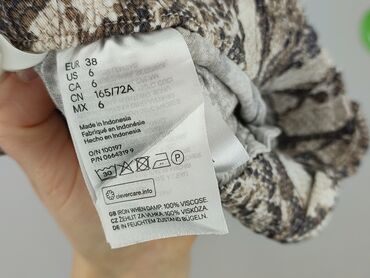 EUR 38
US 6
CA 6
CN 165/72A
MX 6
Made in Indonesia
Fabriqué en Indonésie
Hecho en Indonesia
O/N 100197
P/N 0664319 9
30
P
clevercare.info
GB IRON WHEN DAMP. 100% VISCOSE.
CZ ŽEHLIT ZA VLHKA: 100% VISKÓZA.
DE IN FEUCHTEM ZUSTAND BÜGELN.